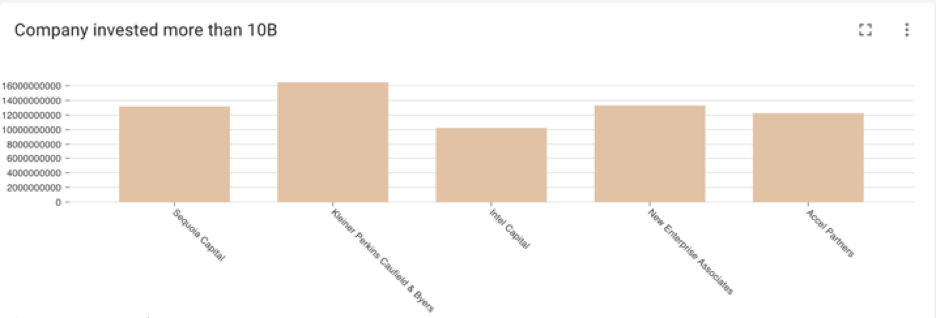 Company invested more than 10B
16000000000
14000000000
12000000000
10000000000
8000000000
6000000000
4000000000
2000000000
0
Sequoia Capital
Kleiner Perkins Caufield & Byers
Intel Capital
New Enterprise Associates
Accel Partners